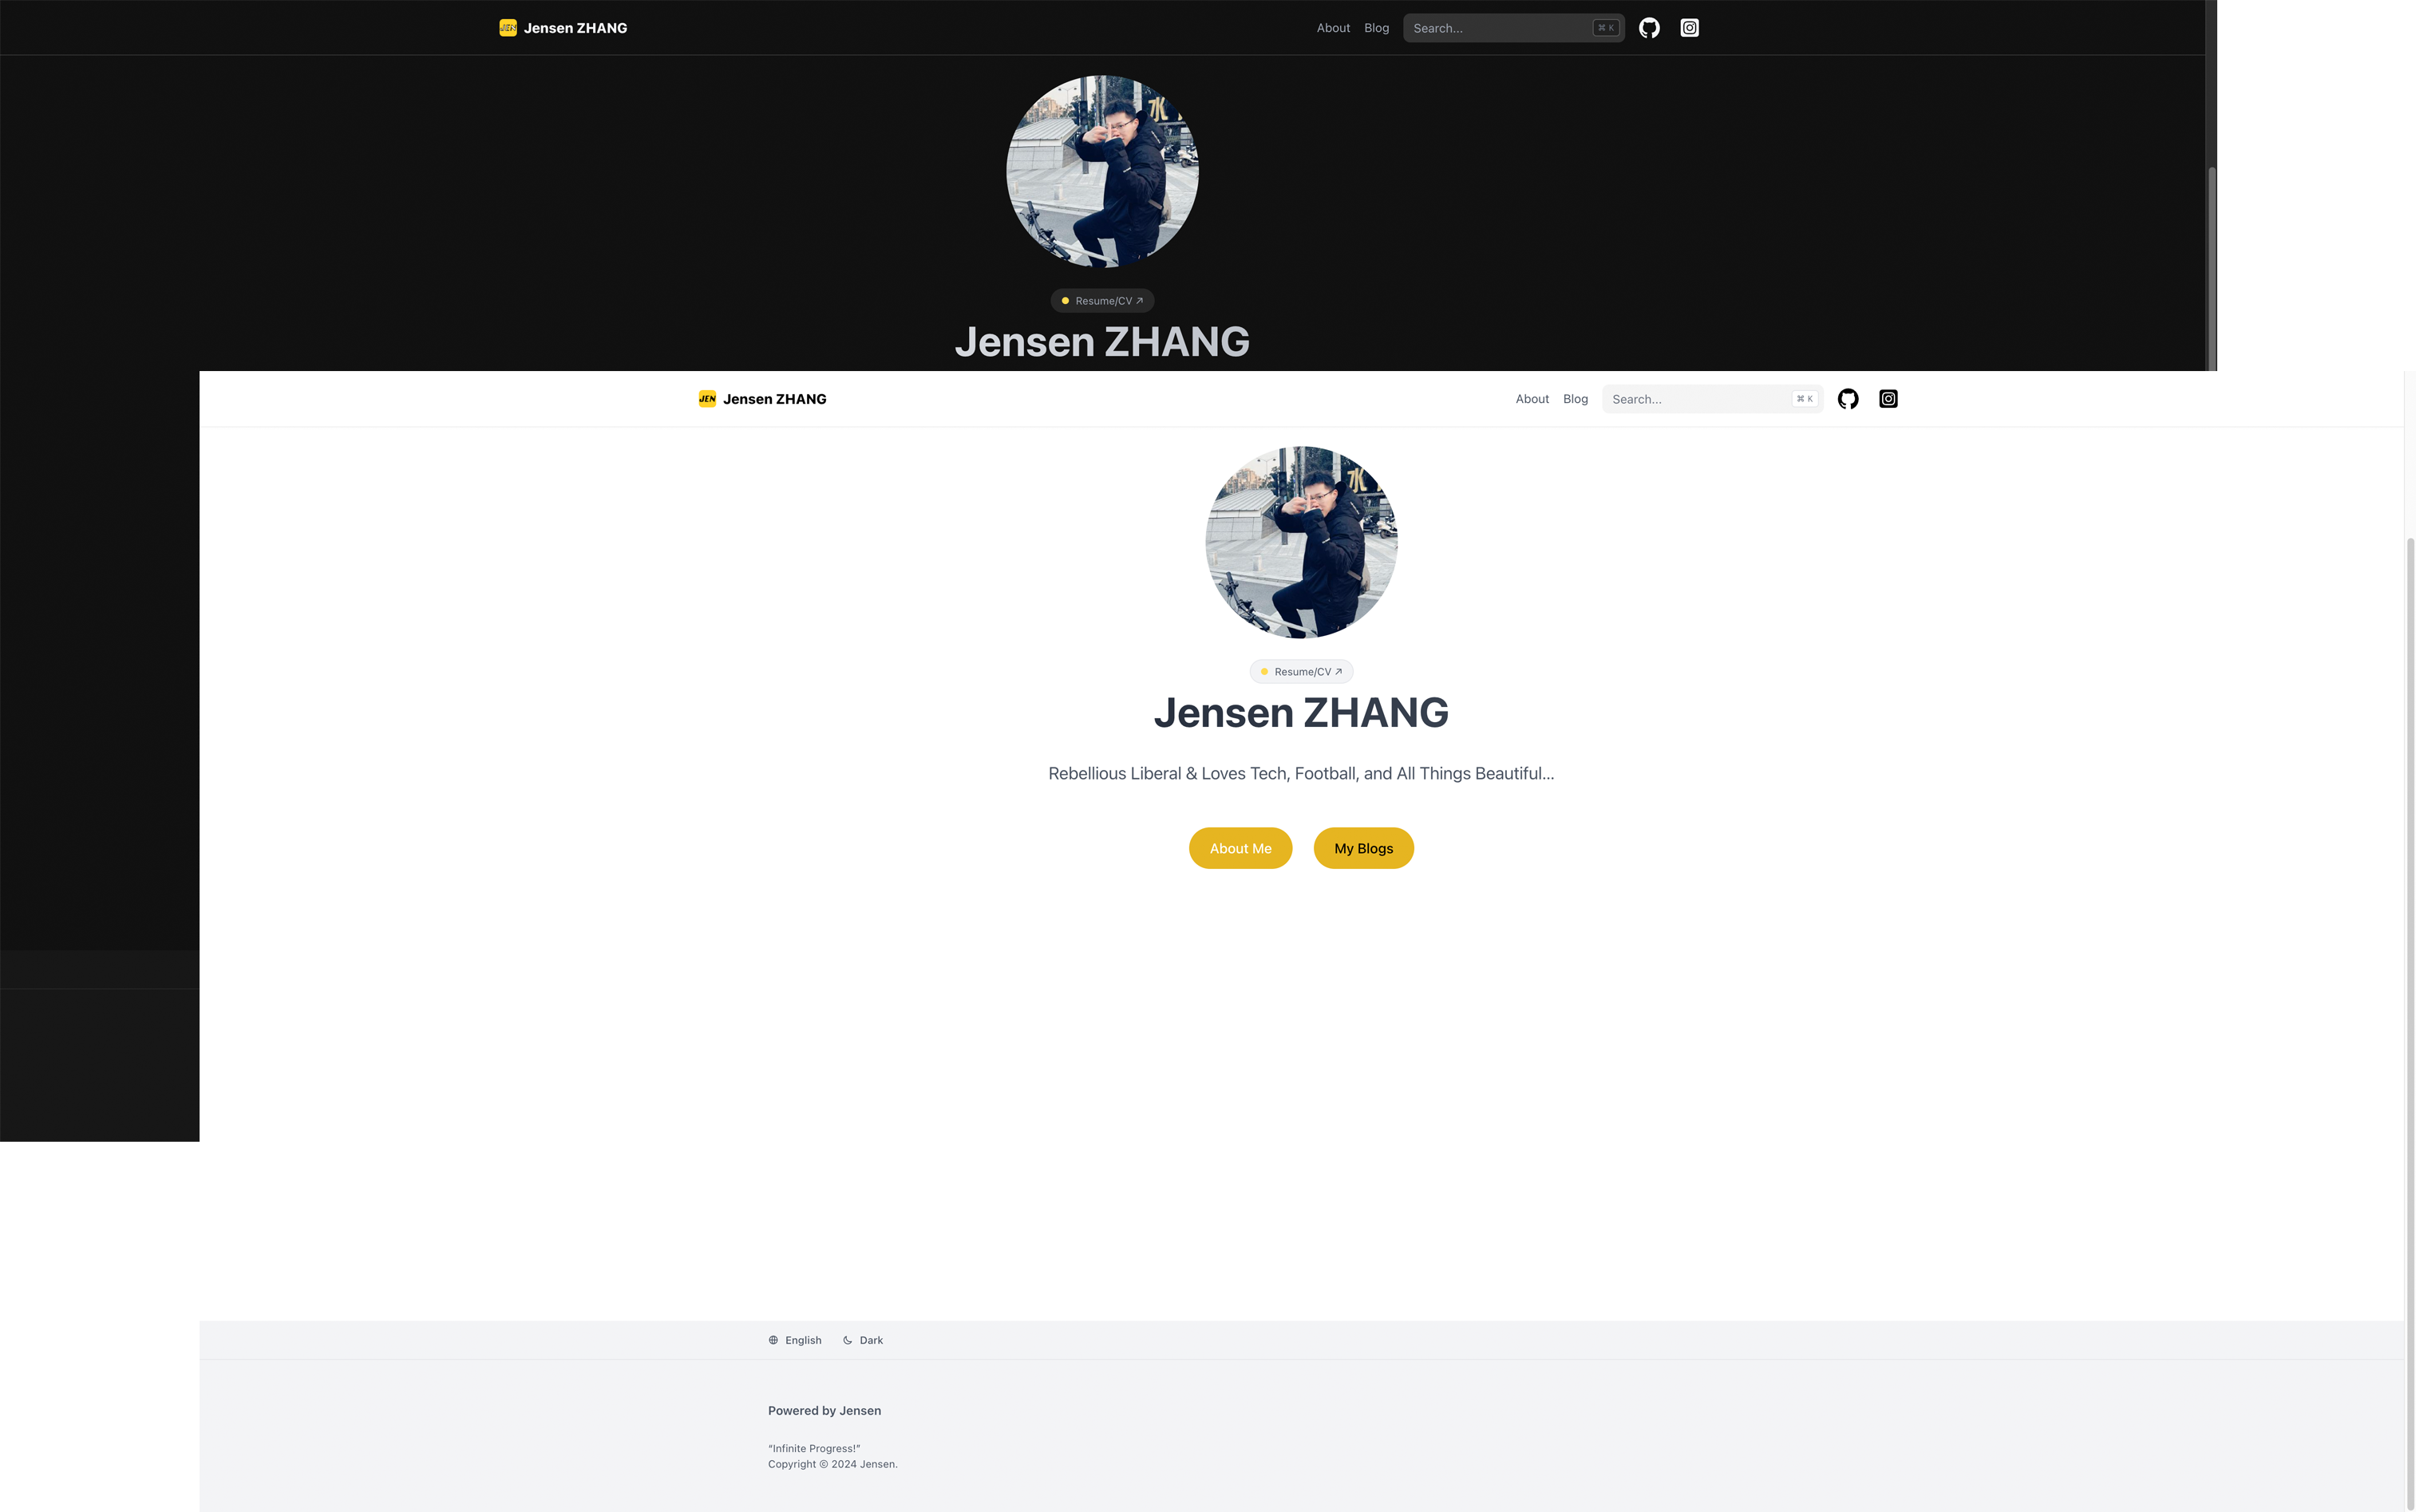 JEN Jensen ZHANG
About Blog Search... ⌘ K
水
Resume/CV ↗
Jensen ZHANG
JEN Jensen ZHANG
About Blog Search... ⌘ K
水
Resume/CV ↗
Jensen ZHANG
Rebellious Liberal & Loves Tech, Football, and All Things Beautiful...
About Me My Blogs
English Dark
Powered by Jensen
“Infinite Progress!”
Copyright © 2024 Jensen.